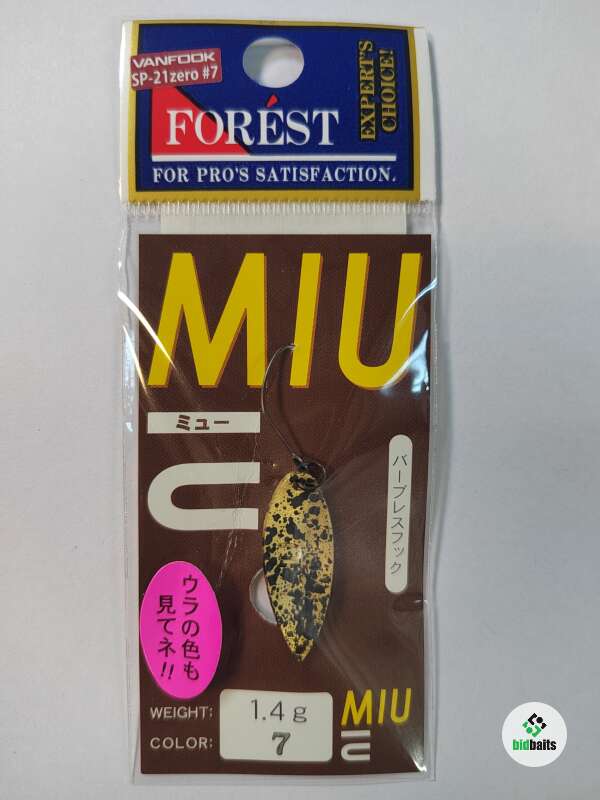 VANFOOK
SP-21zero #7
FORÉST
FOR PRO'S SATISFACTION.
EXPERT'S
CHOICE!
MIU
ミュー
バーブレスフック
ウラの色も
見てネ!!
WEIGHT: 1.4g
COLOR: 7
MIU
bidbaits